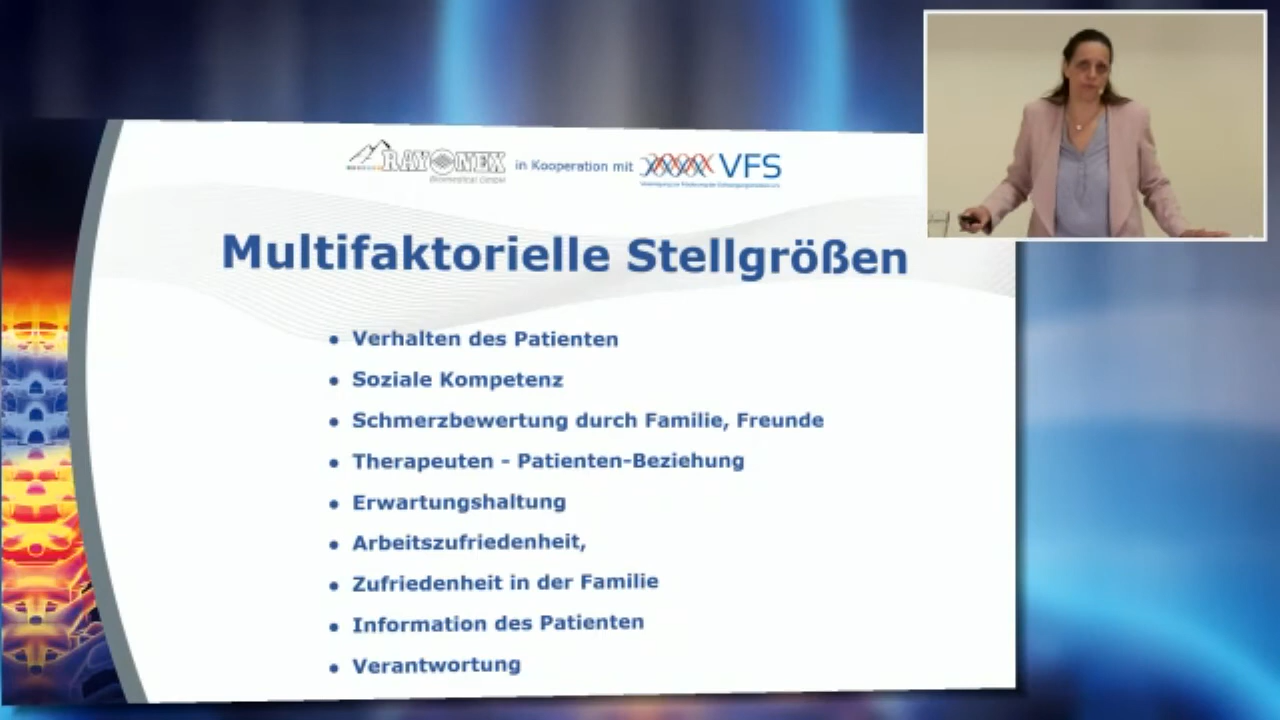 RAYONEX
Biomedical GmbH
in Kooperation mit
VFS
Multifaktorielle Stellgrößen
• Verhalten des Patienten
• Soziale Kompetenz
• Schmerzbewertung durch Familie, Freunde
• Therapeuten - Patienten-Beziehung
• Erwartungshaltung
• Arbeitszufriedenheit,
• Zufriedenheit in der Familie
• Information des Patienten
• Verantwortung